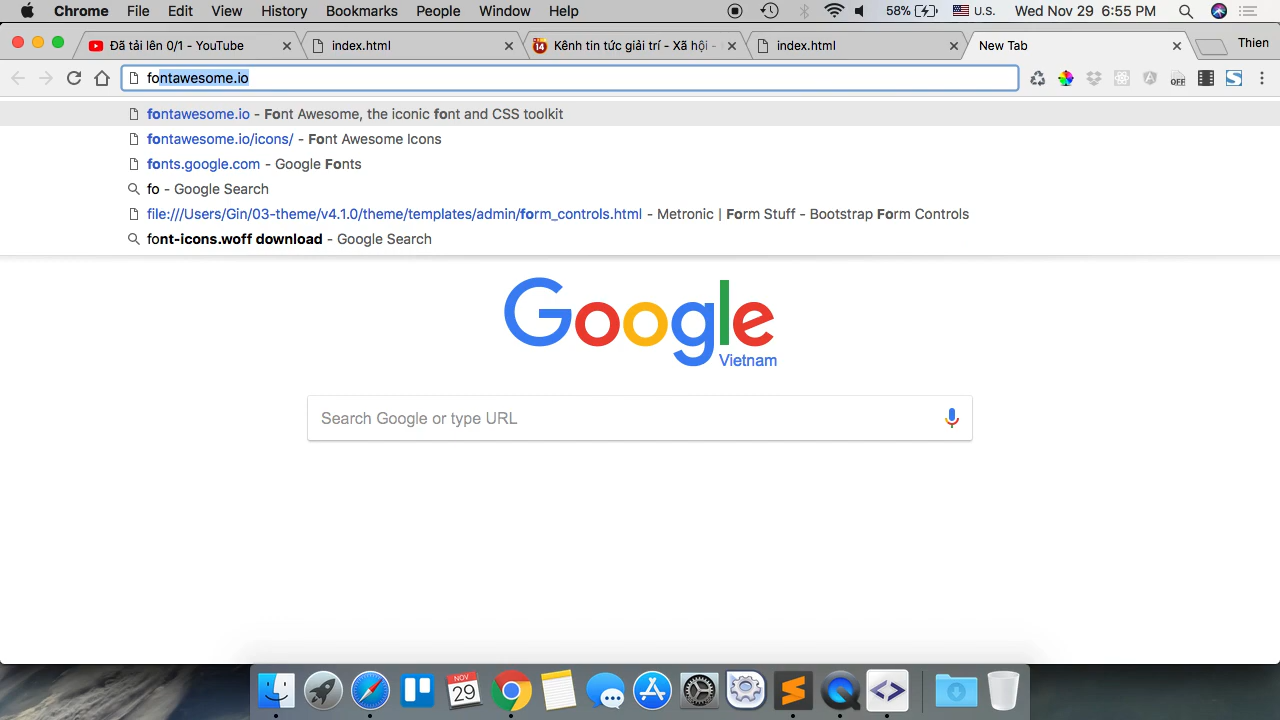 Chrome File Edit View History Bookmarks People Window Help 58% U.S. Wed Nov 29 6:55 PM
Đã tải lên 0/1 - YouTube index.html 14 Kênh tin tức giải trí - Xã hội - index.html New Tab Thien
fontawesome.io OFF
fontawesome.io - Font Awesome, the iconic font and CSS toolkit
fontawesome.io/icons/ - Font Awesome Icons
fonts.google.com - Google Fonts
fo - Google Search
file:///Users/Gin/03-theme/v4.1.0/theme/templates/admin/form_controls.html - Metronic | Form Stuff - Bootstrap Form Controls
font-icons.woff download - Google Search
Google
Vietnam
Search Google or type URL
NOV
29